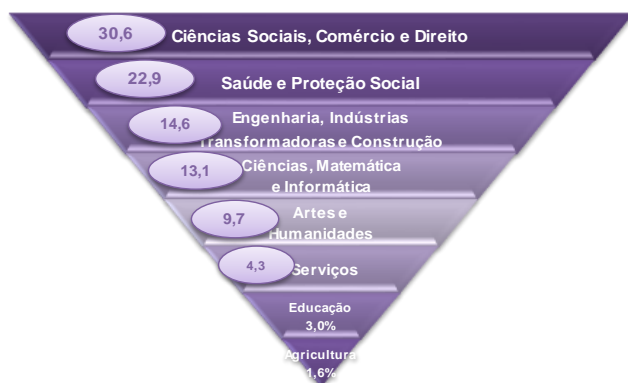 30,6 Ciências Sociais, Comércio e Direito
22,9 Saúde e Proteção Social
14,6 Engenharia, Indústrias
Transformadoras e Construção
13,1 Ciências, Matemática
e Informática
9,7 Artes e
Humanidades
4,3 Serviços
Educação
3,0%
Agricultura
1,6%